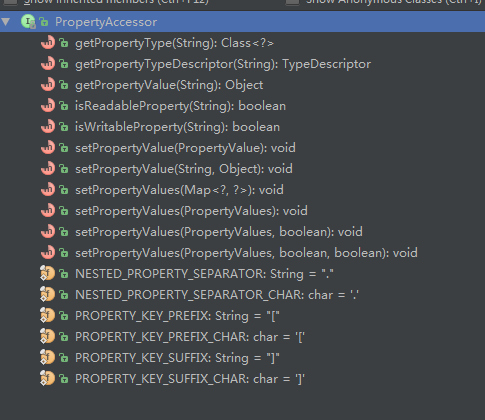 Show Inherited members (Ctrl+F12) Show Anonymous Classes (Ctrl+I)
PropertyAccessor
getPropertyType(String): Class<?>
getPropertyTypeDescriptor(String): TypeDescriptor
getPropertyValue(String): Object
isReadableProperty(String): boolean
isWritableProperty(String): boolean
setPropertyValue(PropertyValue): void
setPropertyValue(String, Object): void
setPropertyValues(Map<?, ?>): void
setPropertyValues(PropertyValues): void
setPropertyValues(PropertyValues, boolean): void
setPropertyValues(PropertyValues, boolean, boolean): void
NESTED_PROPERTY_SEPARATOR: String = "."
NESTED_PROPERTY_SEPARATOR_CHAR: char = '.'
PROPERTY_KEY_PREFIX: String = "["
PROPERTY_KEY_PREFIX_CHAR: char = '['
PROPERTY_KEY_SUFFIX: String = "]"
PROPERTY_KEY_SUFFIX_CHAR: char = ']'